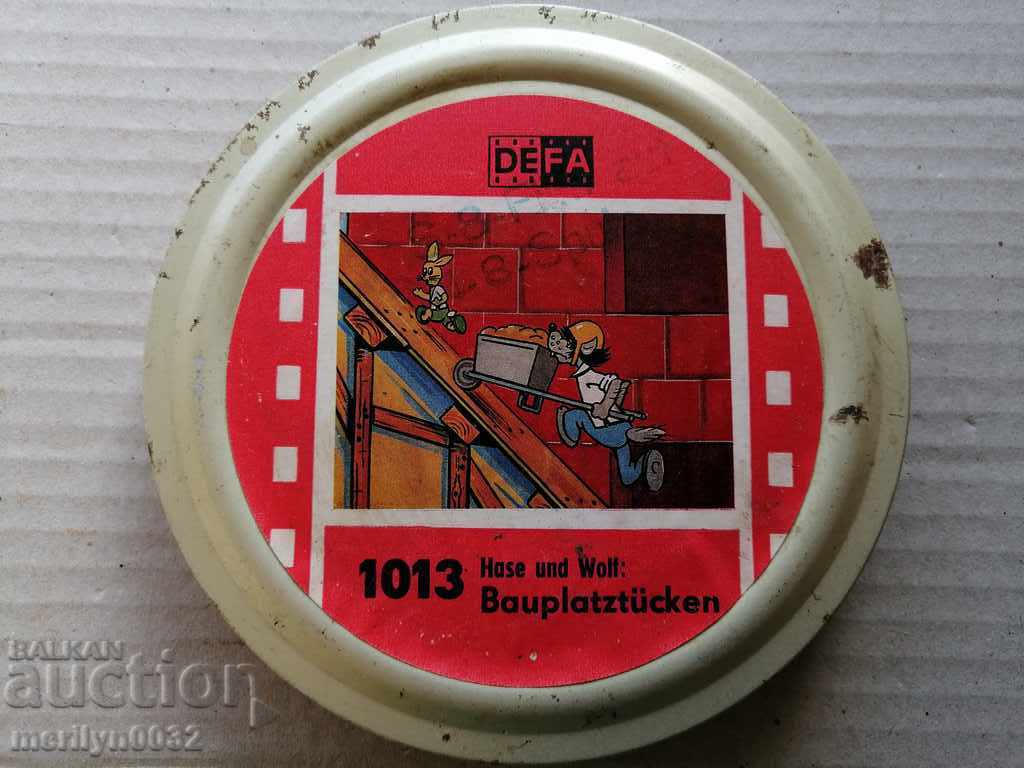 DEFA
1013
Hase und Wolf:
Bauplatztücken
BALKAN
auction
merilyn0032